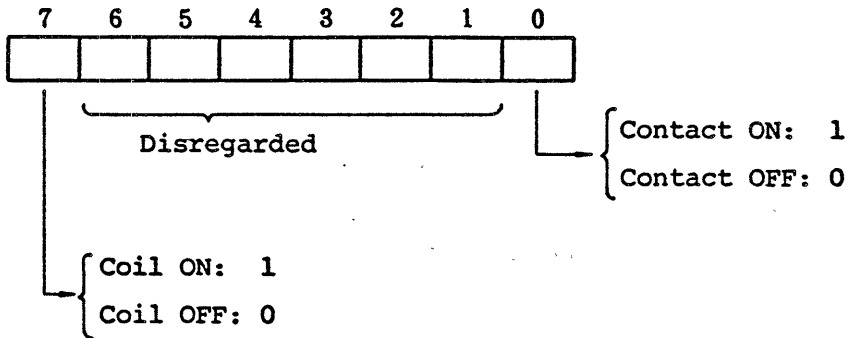 7 6 5 4 3 2 1 0
Disregarded
Contact ON: 1
Contact OFF: 0
Coil ON: 1
Coil OFF: 0